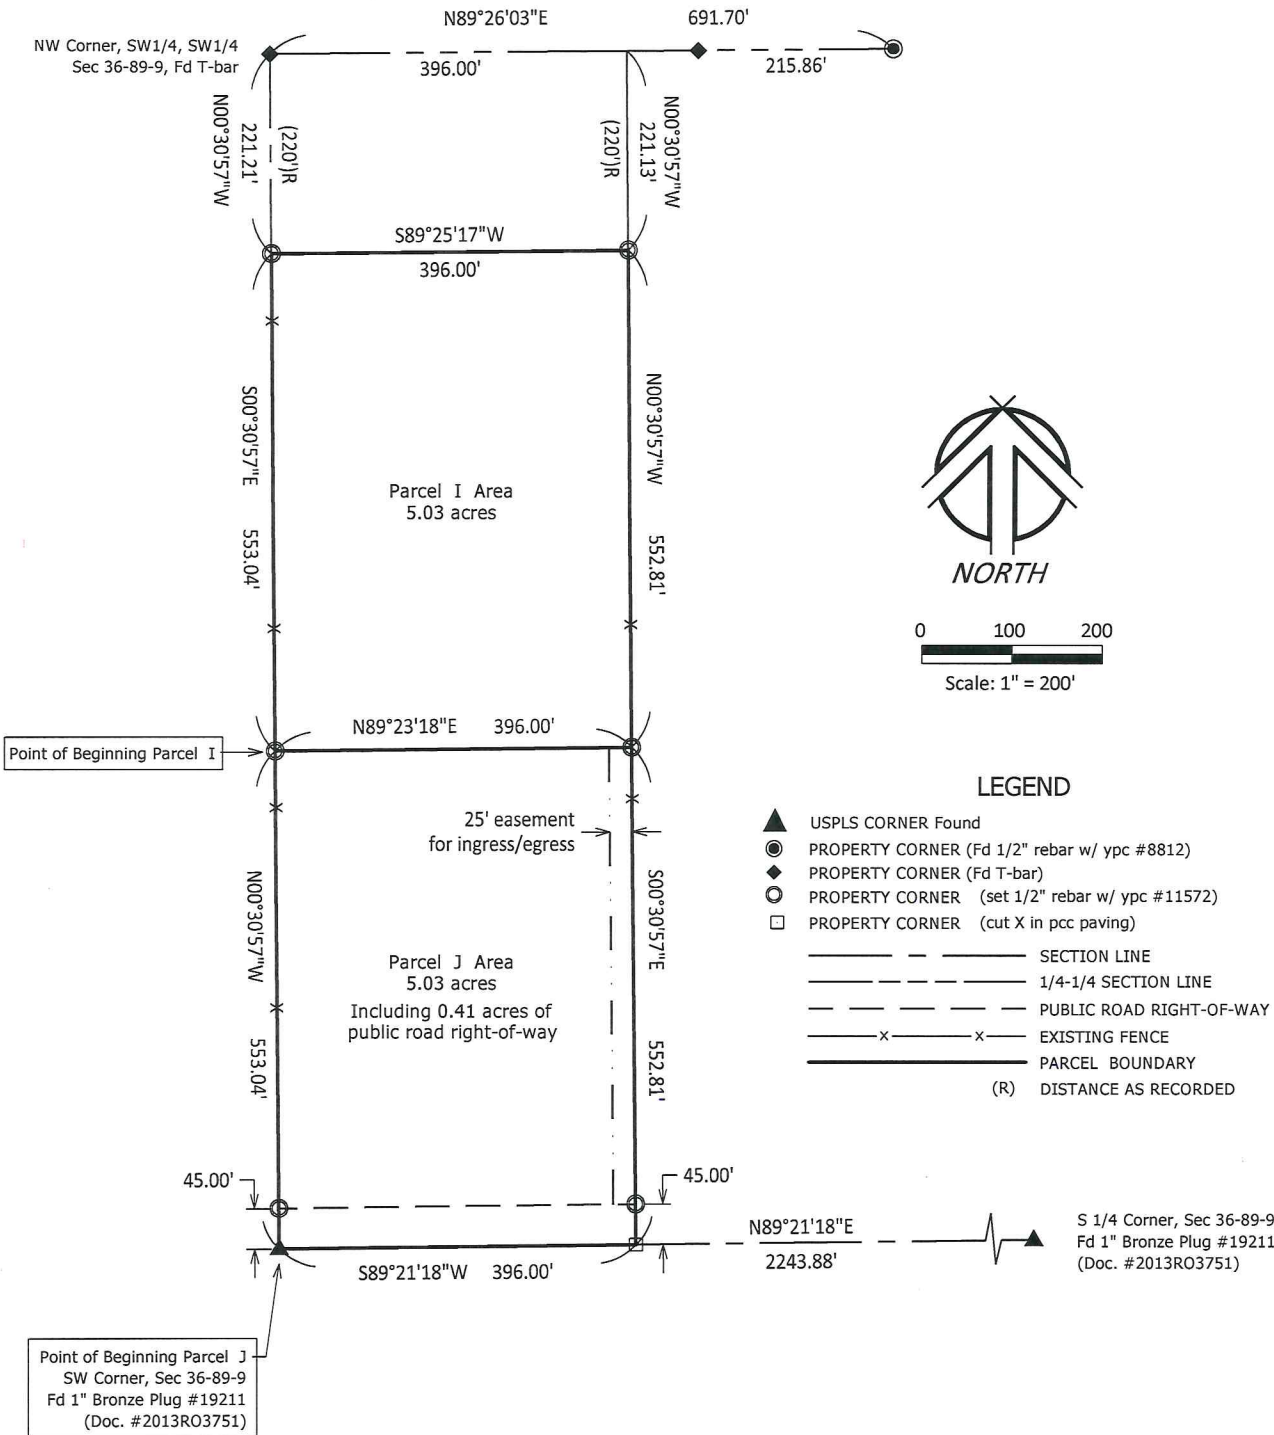 N89°26'03"E 691.70'
NW Corner, SW1/4, SW1/4
Sec 36-89-9, Fd T-bar
396.00'
215.86'
N00°30'57"W
221.21'
(220')R
(220')R
221.13'
N00°30'57"W
S89°25'17"W
396.00'
S00°30'57"E
553.04'
N00°30'57"W
552.81'
Parcel I Area
5.03 acres
NORTH
0 100 200
Scale: 1" = 200'
N89°23'18"E 396.00'
Point of Beginning Parcel I
25' easement
for ingress/egress
N00°30'57"W
553.04'
S00°30'57"E
552.81'
Parcel J Area
5.03 acres
Including 0.41 acres of
public road right-of-way
LEGEND
USPLS CORNER Found
PROPERTY CORNER (Fd 1/2" rebar w/ ypc #8812)
PROPERTY CORNER (Fd T-bar)
PROPERTY CORNER (set 1/2" rebar w/ ypc #11572)
PROPERTY CORNER (cut X in pcc paving)
SECTION LINE
1/4-1/4 SECTION LINE
PUBLIC ROAD RIGHT-OF-WAY
EXISTING FENCE
PARCEL BOUNDARY
(R) DISTANCE AS RECORDED
45.00'
45.00'
N89°21'18"E
2243.88'
S 1/4 Corner, Sec 36-89-9
Fd 1" Bronze Plug #19211
(Doc. #2013RO3751)
S89°21'18"W 396.00'
Point of Beginning Parcel J
SW Corner, Sec 36-89-9
Fd 1" Bronze Plug #19211
(Doc. #2013RO3751)